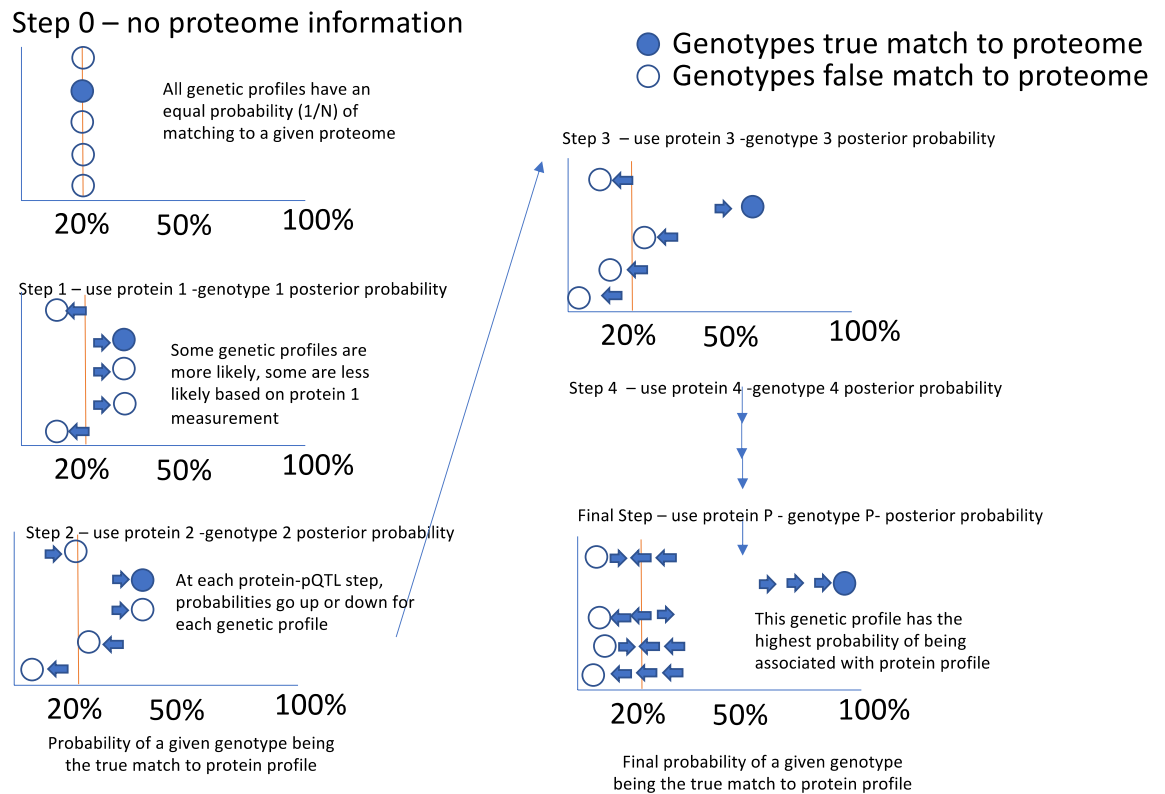 Step 0 – no proteome information
All genetic profiles have an
equal probability (1/N) of
matching to a given proteome
20% 50% 100%
Step 1 – use protein 1 -genotype 1 posterior probability
Some genetic profiles are
more likely, some are less
likely based on protein 1
measurement
20% 50% 100%
Step 2 – use protein 2 -genotype 2 posterior probability
At each protein-pQTL step,
probabilities go up or down for
each genetic profile
20% 50% 100%
Probability of a given genotype being
the true match to protein profile
Genotypes true match to proteome
Genotypes false match to proteome
Step 3 – use protein 3 -genotype 3 posterior probability
20% 50% 100%
Step 4 – use protein 4 -genotype 4 posterior probability
Final Step – use protein P - genotype P- posterior probability
This genetic profile has the
highest probability of being
associated with protein profile
20% 50% 100%
Final probability of a given genotype
being the true match to protein profile